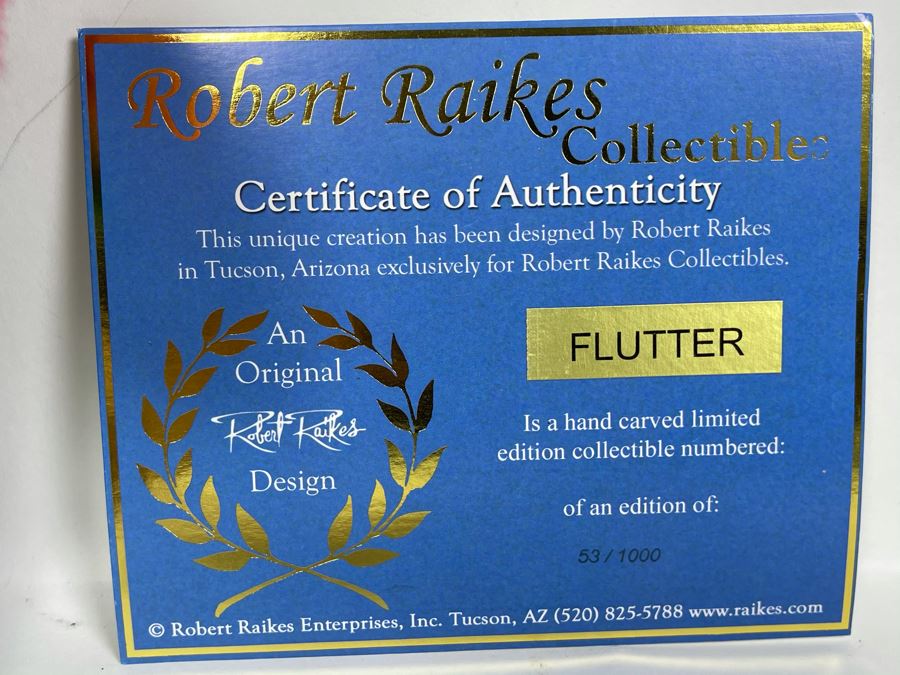 Robert Raikes
Collectibles
Certificate of Authenticity
This unique creation has been designed by Robert Raikes
in Tucson, Arizona exclusively for Robert Raikes Collectibles.
An
Original
Robert Raikes
Design
FLUTTER
Is a hand carved limited
edition collectible numbered:
of an edition of:
53 / 1000
© Robert Raikes Enterprises, Inc. Tucson, AZ (520) 825-5788 www.raikes.com